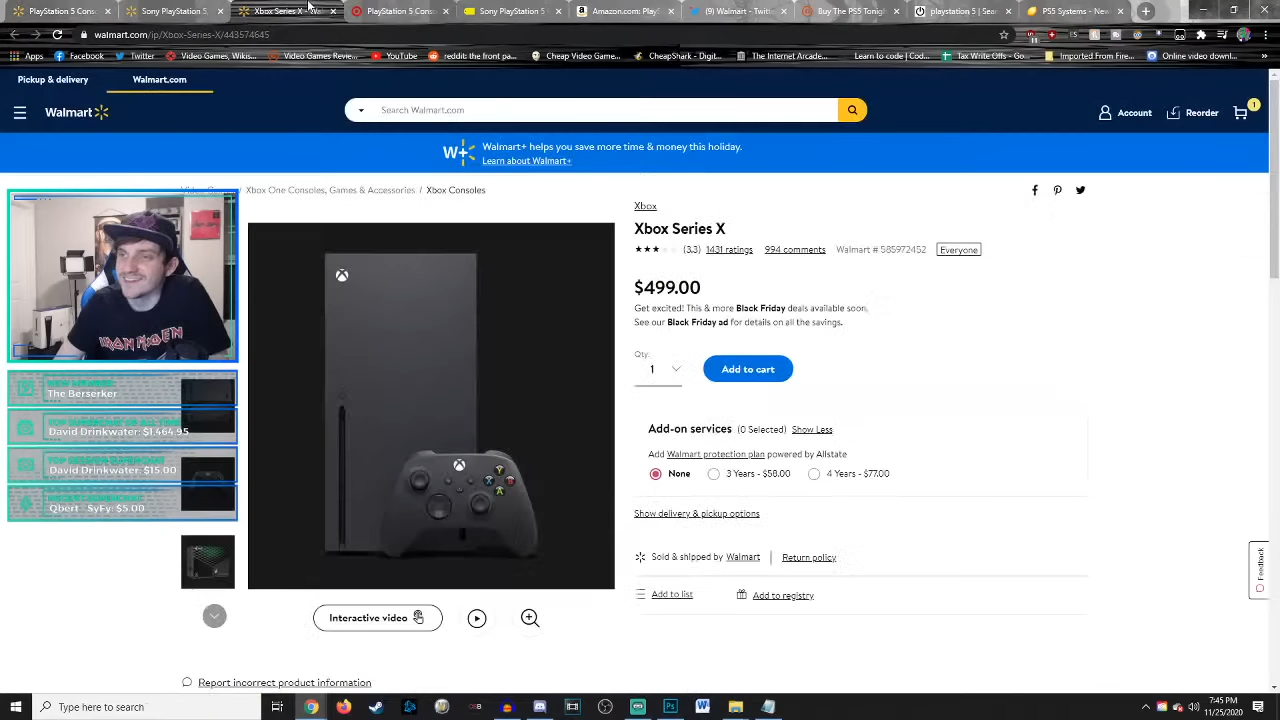 PlayStation 5 Cons
Sony PlayStation 5
Xbox Series X - W
PlayStation 5 Cons
Sony PlayStation 5
Amazon.com: Play
(9) Walmart - Twit
Buy The PS5 Wond
PlayStation 5 | Beat
PS5 Systems - New
walmart.com/ip/Xbox-Series-X/443574645
Apps
Facebook
Twitter
Video Games, Wikis...
Video Games Revie...
YouTube
reddit: the front pa...
Cheap Video Game...
CheapShark - Digit...
The Internet Arcade...
Learn to code | Cod...
Tax Write Offs - Go...
Imported From Fire...
Online video downl...
Pickup & delivery
Walmart.com
Walmart
Search Walmart.com
Account
Reorder
1
W+
Walmart+ helps you save more time & money this holiday.
Learn about Walmart+
/ Xbox One Consoles, Games & Accessories / Xbox Consoles
Xbox
Xbox Series X
(3.3) 1431 ratings 994 comments Walmart # 585972452 Everyone
$499.00
Get excited! This & more Black Friday deals available soon.
See our Black Friday ad for details on all the savings.
Qty:
1
Add to cart
Add-on services (0 Selected) Show Less
Add Walmart protection plan powered by Allstate
None
3 Years - $58.00
4 Years - $77.00
Show delivery & pickup options
Sold & shipped by Walmart | Return policy
Add to list
Add to registry
Feedback
IRON MAIDEN
The Berserker
David Drinkwater: $1,464.95
David Drinkwater: $15.00
Qbert_SyFy: $5.00
Interactive video
Report incorrect product information
Type here to search
7:45 PM
11/25/2020